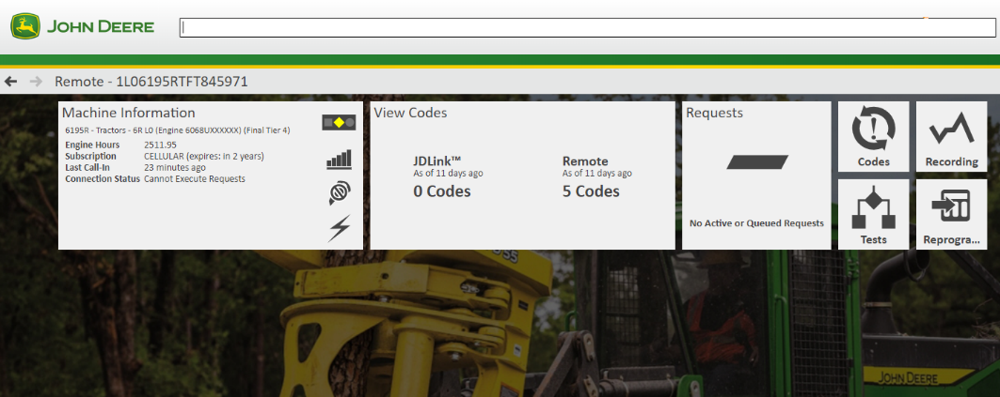 JOHN DEERE
Remote - 1L06195RTFT845971
Machine Information
6195R - Tractors - 6R L0 (Engine 6068UXXXXXX) (Final Tier 4)
Engine Hours 2511.95
Subscription CELLULAR (expires: in 2 years)
Last Call-In 23 minutes ago
Connection Status Cannot Execute Requests
View Codes
JDLink™
As of 11 days ago
0 Codes
Remote
As of 11 days ago
5 Codes
Requests
No Active or Queued Requests
Codes
Recording
Tests
Reprogra...
JOHN DEERE